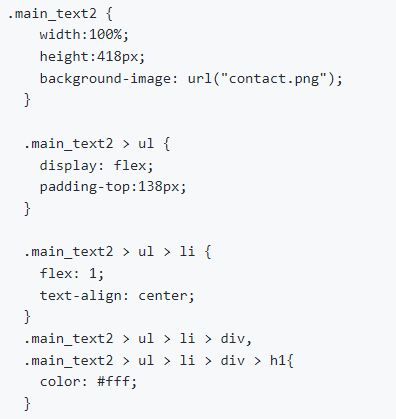 .main_text2 {
    width:100%;
    height:418px;
    background-image: url("contact.png");
  }

  .main_text2 > ul {
    display: flex;
    padding-top:138px;
  }

  .main_text2 > ul > li {
    flex: 1;
    text-align: center;
  }
  .main_text2 > ul > li > div,
  .main_text2 > ul > li > div > h1{
    color: #fff;
  }